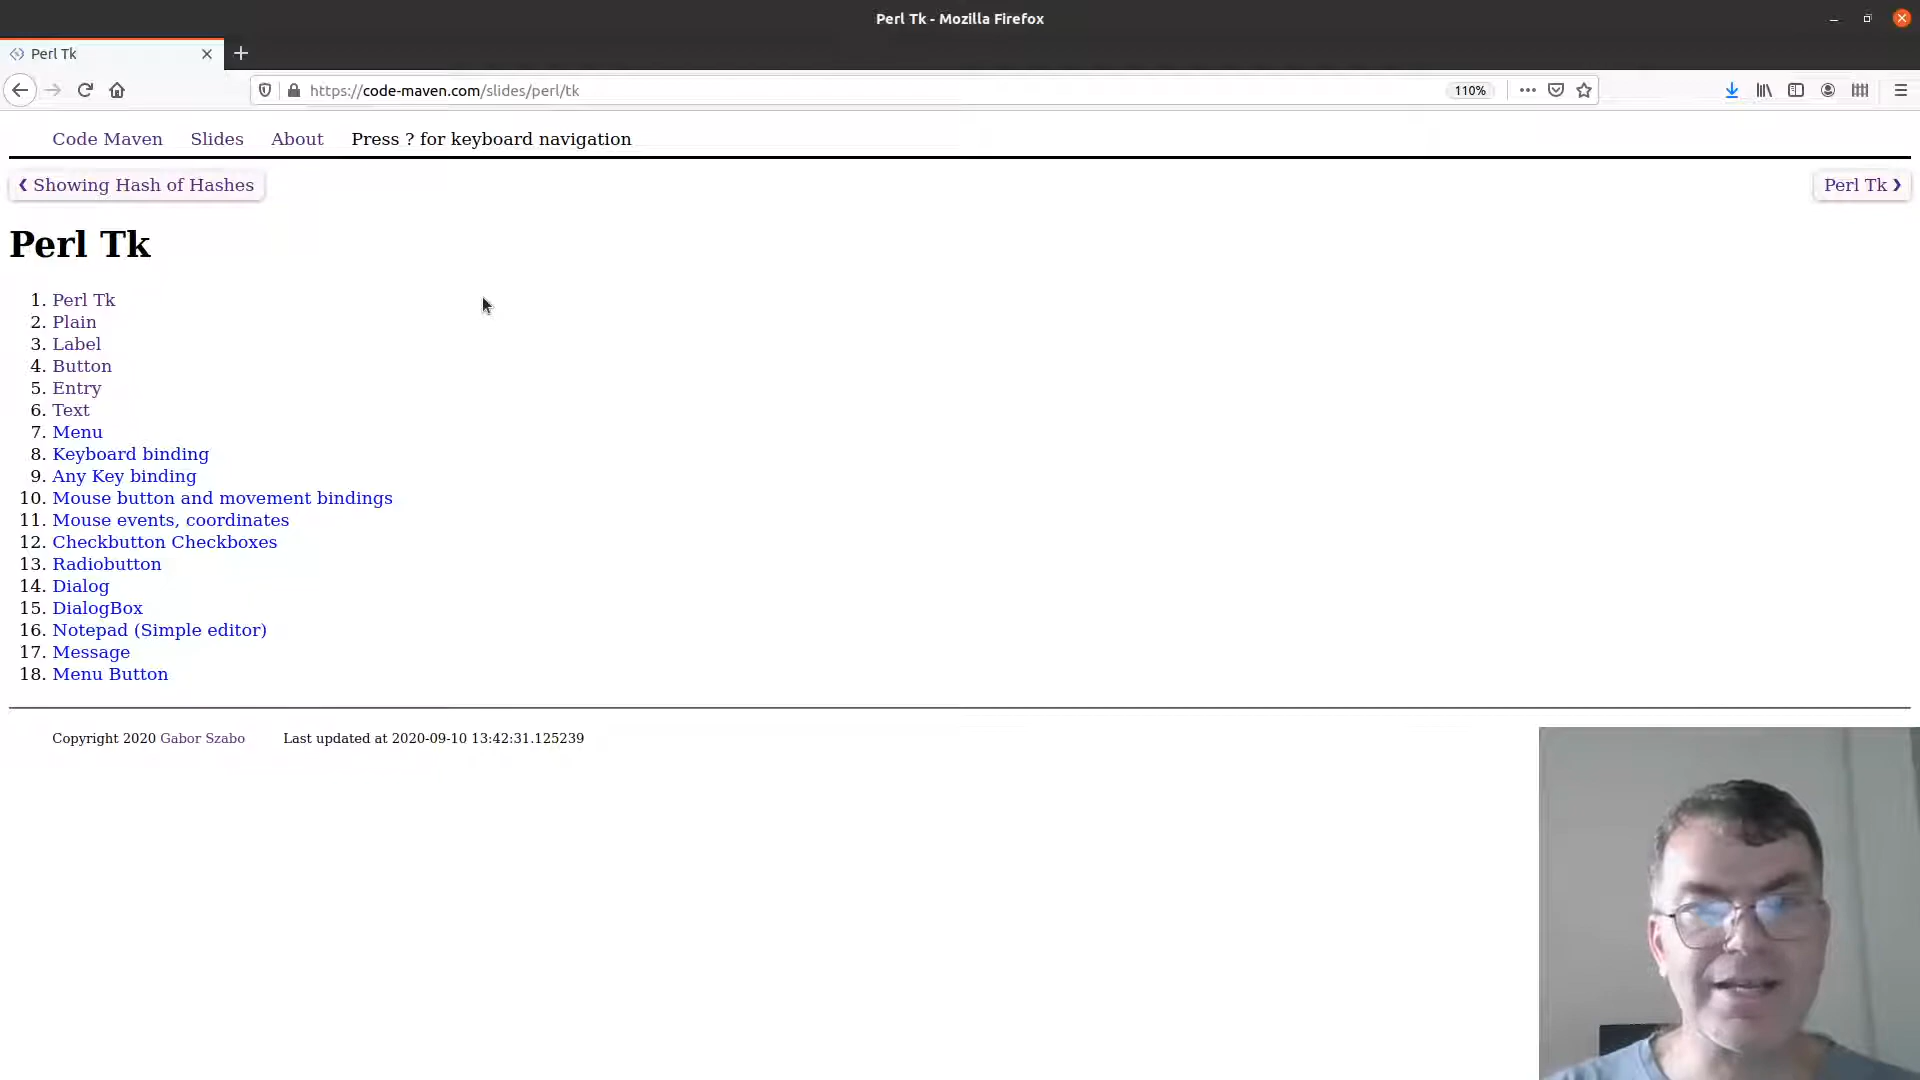 Perl Tk - Mozilla Firefox
Perl Tk
https://code-maven.com/slides/perl/tk
110%
Code Maven Slides About Press ? for keyboard navigation
❮ Showing Hash of Hashes
Perl Tk ❯
Perl Tk
1. Perl Tk
2. Plain
3. Label
4. Button
5. Entry
6. Text
7. Menu
8. Keyboard binding
9. Any Key binding
10. Mouse button and movement bindings
11. Mouse events, coordinates
12. Checkbutton Checkboxes
13. Radiobutton
14. Dialog
15. DialogBox
16. Notepad (Simple editor)
17. Message
18. Menu Button
Copyright 2020 Gabor Szabo Last updated at 2020-09-10 13:42:31.125239